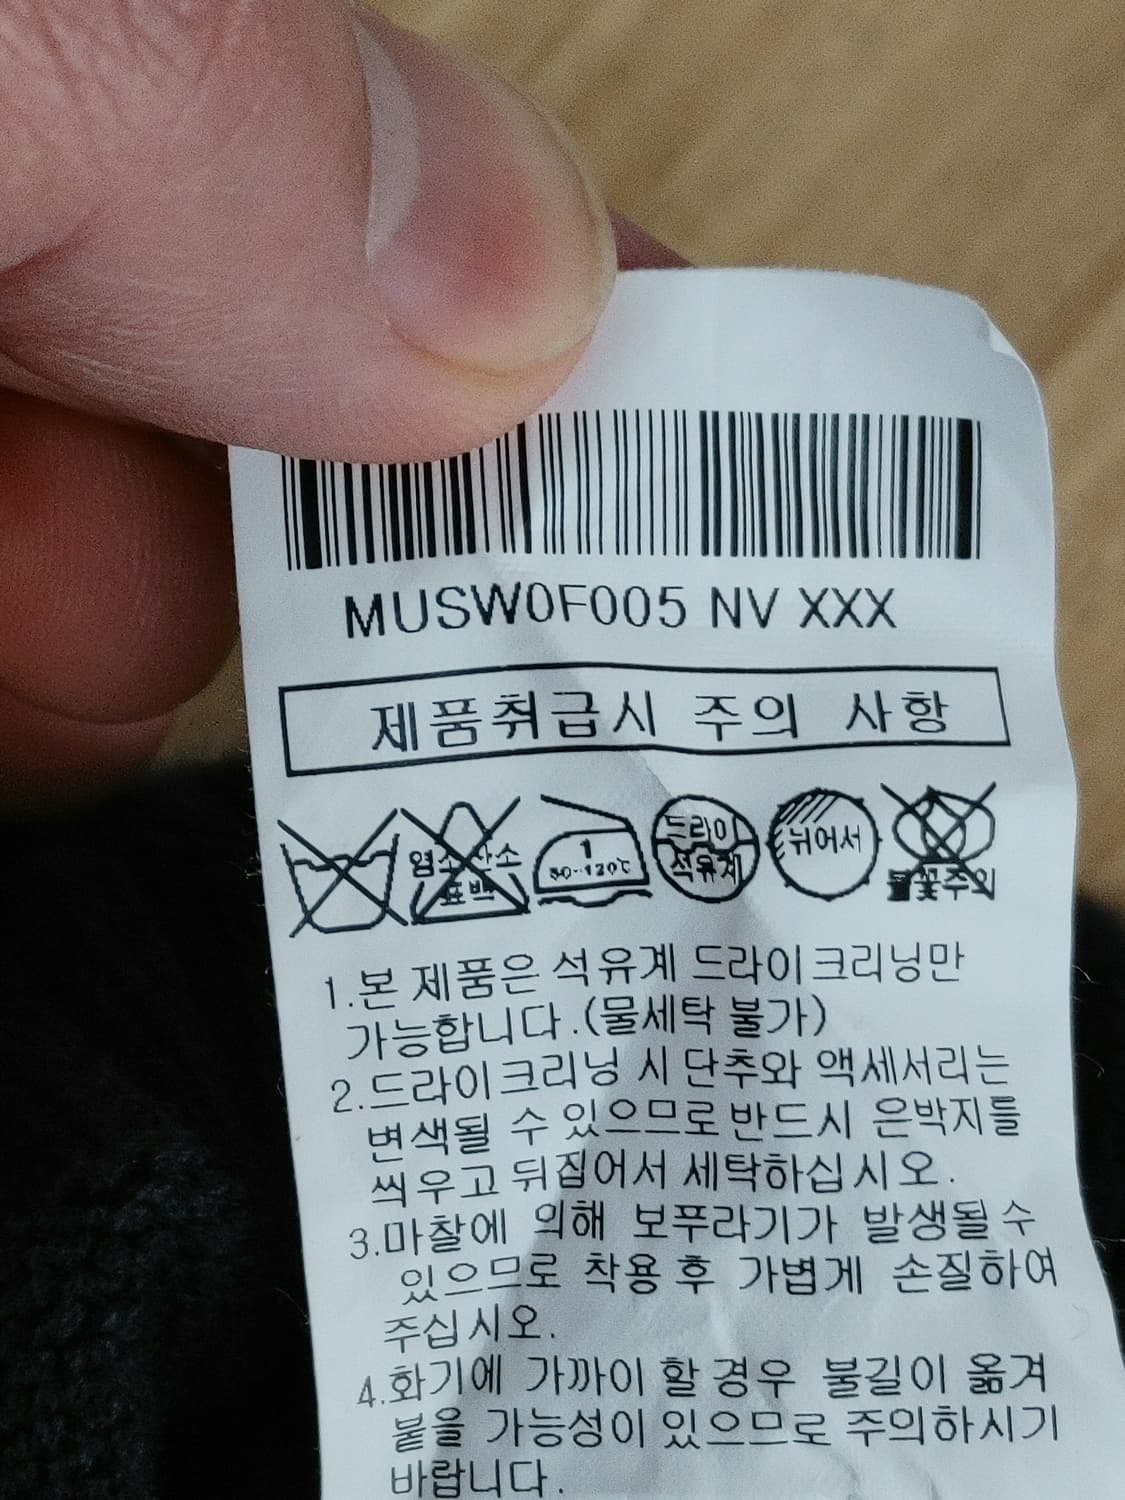 MUSW0F005 NV XXX
제품취급시 주의 사항
염소산소
표백
1
80~120℃
드라이
석유계
뉘어서
불꽃주의
1.본 제품은 석유계 드라이크리닝만
가능합니다.(물세탁 불가)
2.드라이크리닝 시 단추와 액세서리는
변색될 수 있으므로 반드시 은박지를
씌우고 뒤집어서 세탁하십시오.
3.마찰에 의해 보푸라기가 발생될 수
있으므로 착용 후 가볍게 손질하여
주십시오.
4.화기에 가까이 할 경우 불길이 옮겨
붙을 가능성이 있으므로 주의하시기
바랍니다.